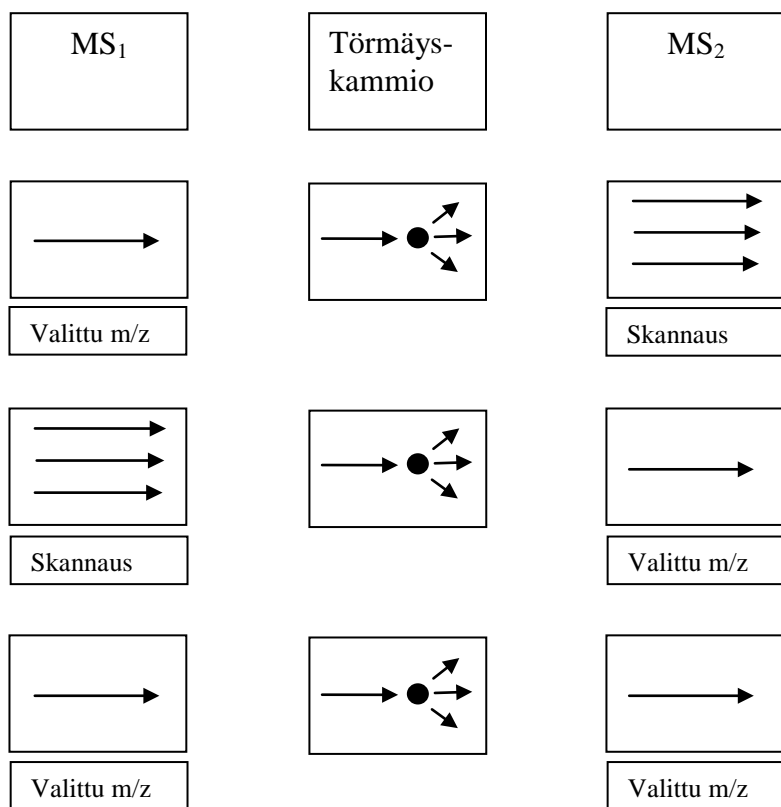 MS₁
Törmäys-
kammio
MS₂
Valittu m/z
Skannaus
Skannaus
Valittu m/z
Valittu m/z
Valittu m/z